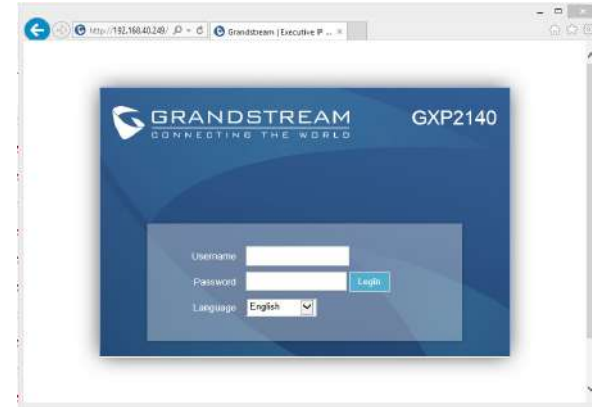 http://192.168.40.249/
Grandstream | Executive IP ...
GRANDSTREAM
CONNECTING THE WORLD
GXP2140
Username
Password
Login
Language
English